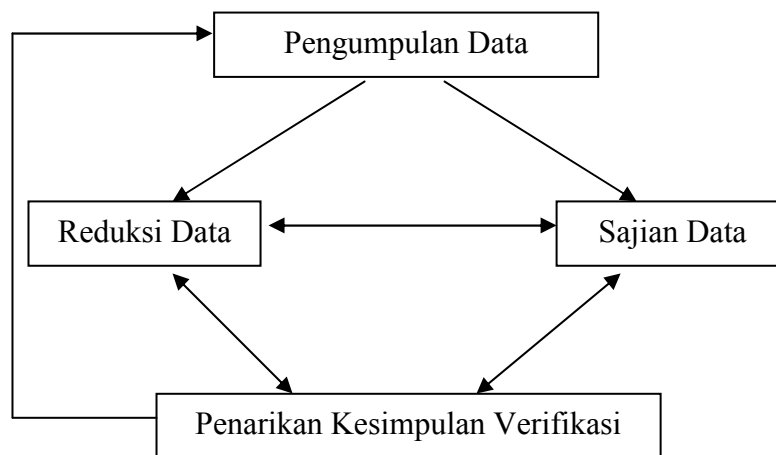 Pengumpulan Data
Reduksi Data
Sajian Data
Penarikan Kesimpulan Verifikasi